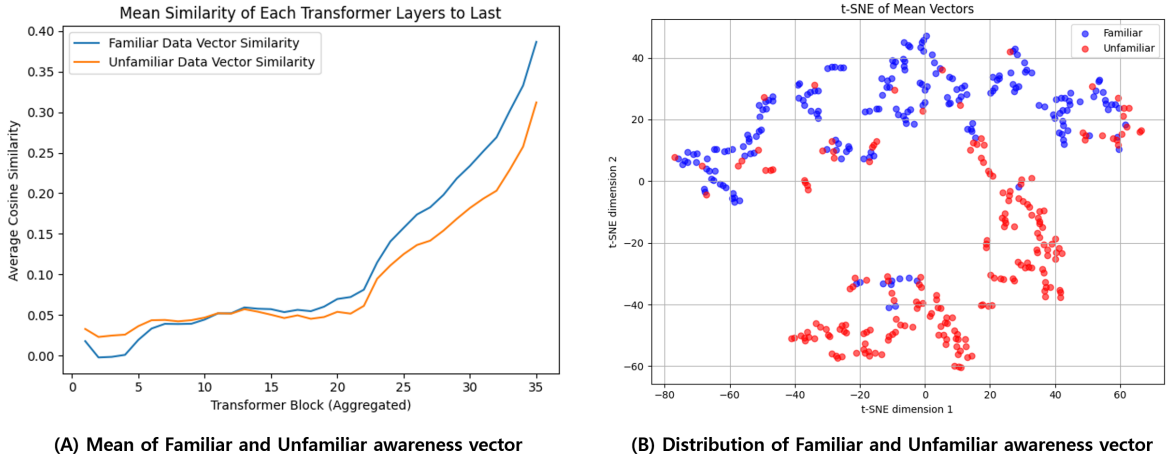 Mean Similarity of Each Transformer Layers to Last
Familiar Data Vector Similarity
Unfamiliar Data Vector Similarity
Average Cosine Similarity
0.40
0.35
0.30
0.25
0.20
0.15
0.10
0.05
0.00
0 5 10 15 20 25 30 35
Transformer Block (Aggregated)
(A) Mean of Familiar and Unfamiliar awareness vector
t-SNE of Mean Vectors
Familiar
Unfamiliar
t-SNE dimension 2
40
20
0
−20
−40
−60
−80 −60 −40 −20 0 20 40 60
t-SNE dimension 1
(B) Distribution of Familiar and Unfamiliar awareness vector